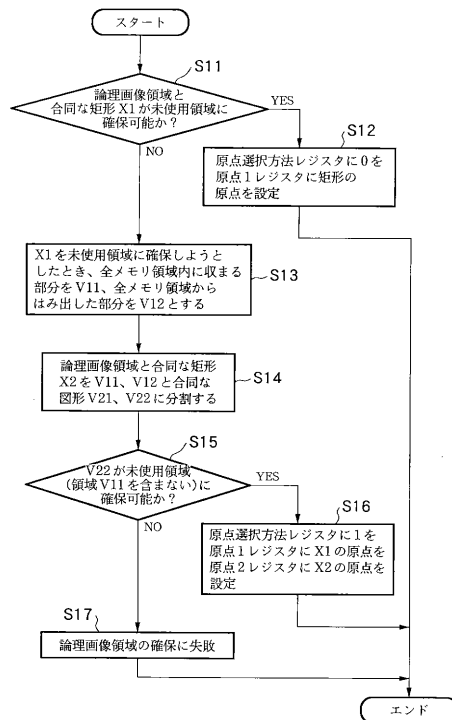 スタート
S11
論理画像領域と
合同な矩形X1が未使用領域に
確保可能か?
YES
NO
S12
原点選択方法レジスタに0を
原点1レジスタに矩形の
原点を設定
X1を未使用領域に確保しようと
したとき、全メモリ領域内に収まる
部分をV11、全メモリ領域から
はみ出した部分をV12とする
S13
論理画像領域と合同な矩形
X2をV11、V12と合同な
図形V21、V22に分割する
S14
S15
V22が未使用領域
(領域V11を含まない)に
確保可能か?
YES
NO
S16
原点選択方法レジスタに1を
原点1レジスタにX1の原点を
原点2レジスタにX2の原点を
設定
S17
論理画像領域の確保に失敗
エンド